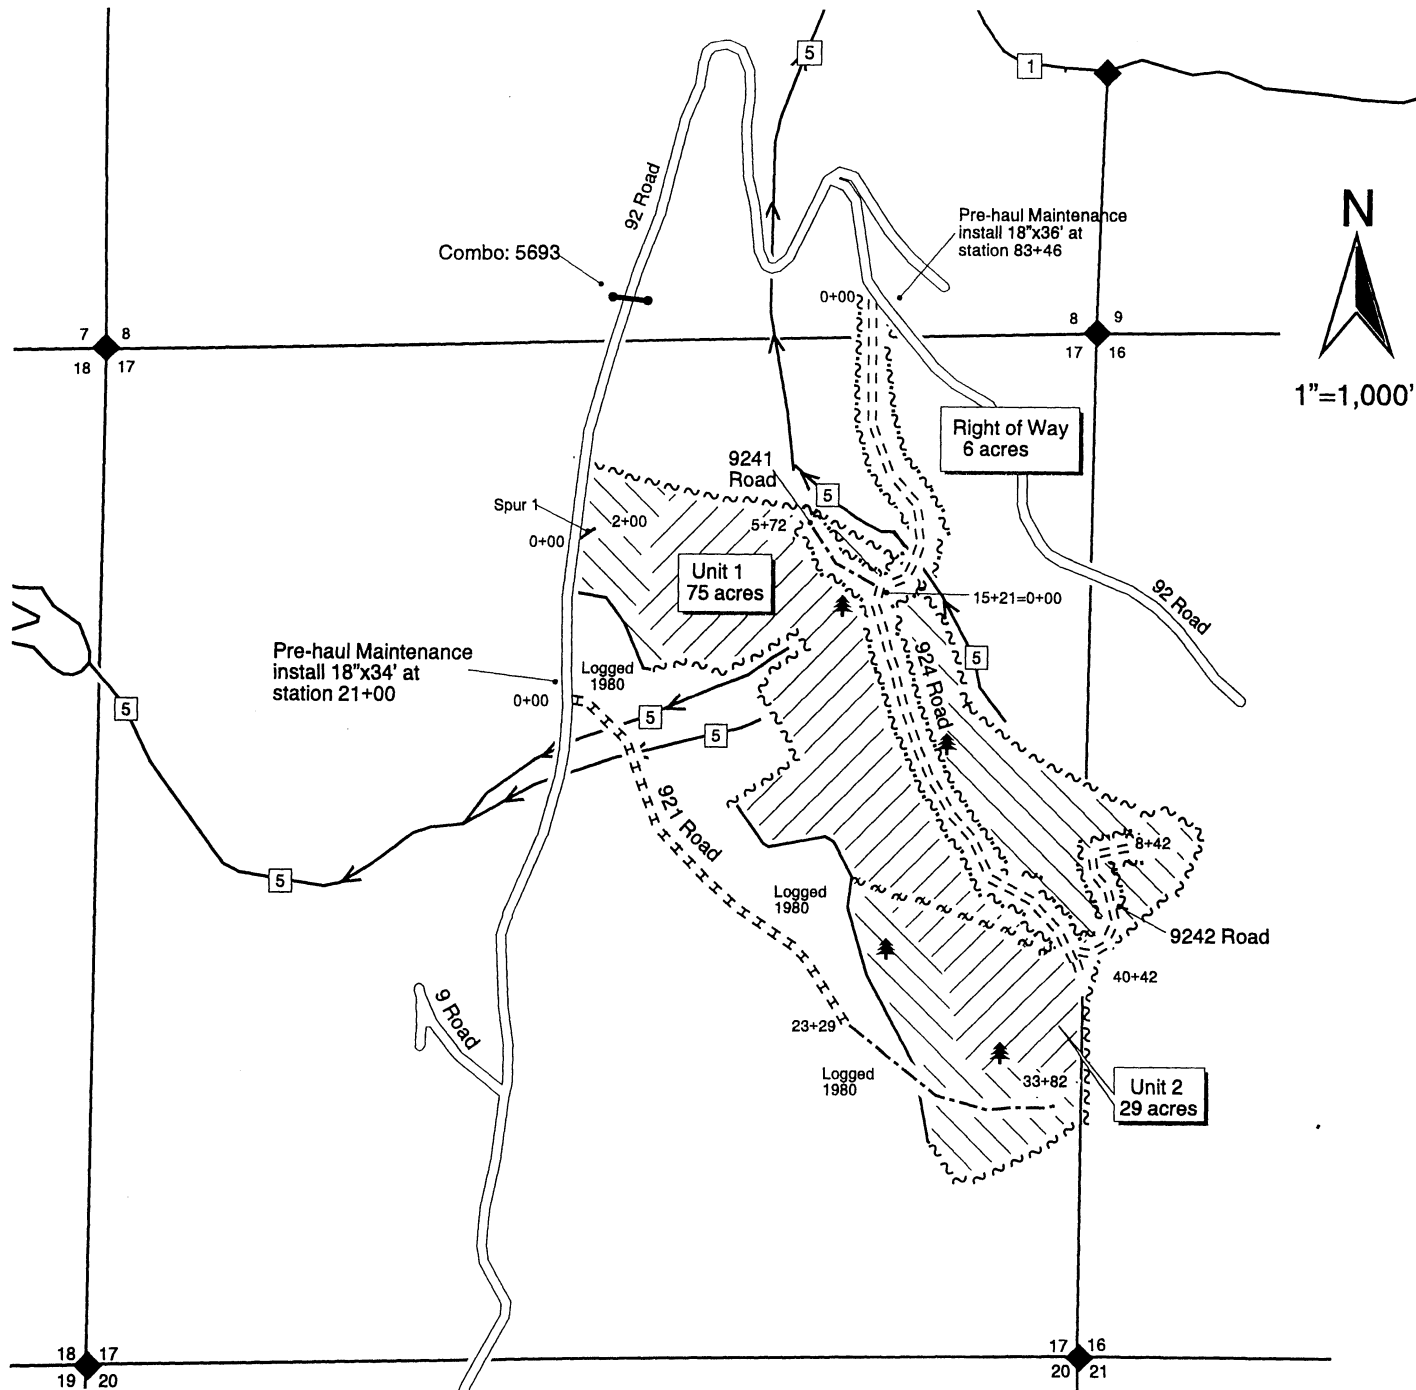 5
1
N
1"=1,000'
92 Road
Combo: 5693
Pre-haul Maintenance
install 18"x36' at
station 83+46
0+00
7 8
18 17
8 9
17 16
Right of Way
6 acres
9241
Road
5
Spur 1
2+00
0+00
5+72
Unit 1
75 acres
15+21=0+00
92 Road
Pre-haul Maintenance
install 18"x34' at
station 21+00
Logged
1980
0+00
924 Road
5
5
5
5
921 Road
8+42
5
Logged
1980
9242 Road
40+42
9 Road
23+29
Logged
1980
33+82
Unit 2
29 acres
18 17
19 20
17 16
20 21